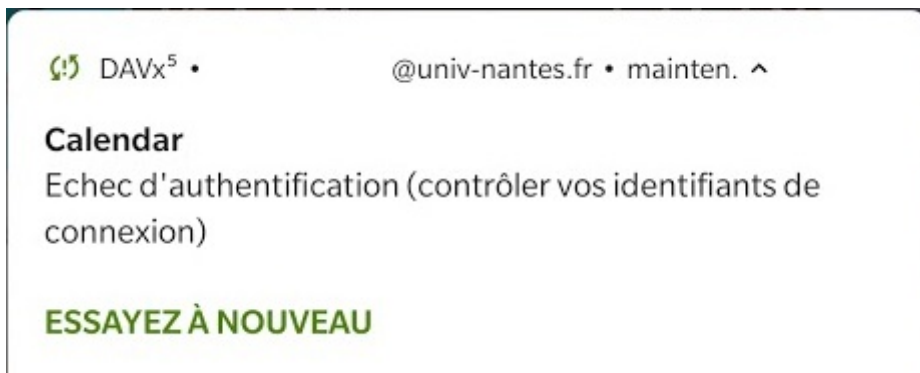 DAVx⁵ • @univ-nantes.fr • mainten.
Calendar
Echec d'authentification (contrôler vos identifiants de
connexion)
ESSAYEZ À NOUVEAU